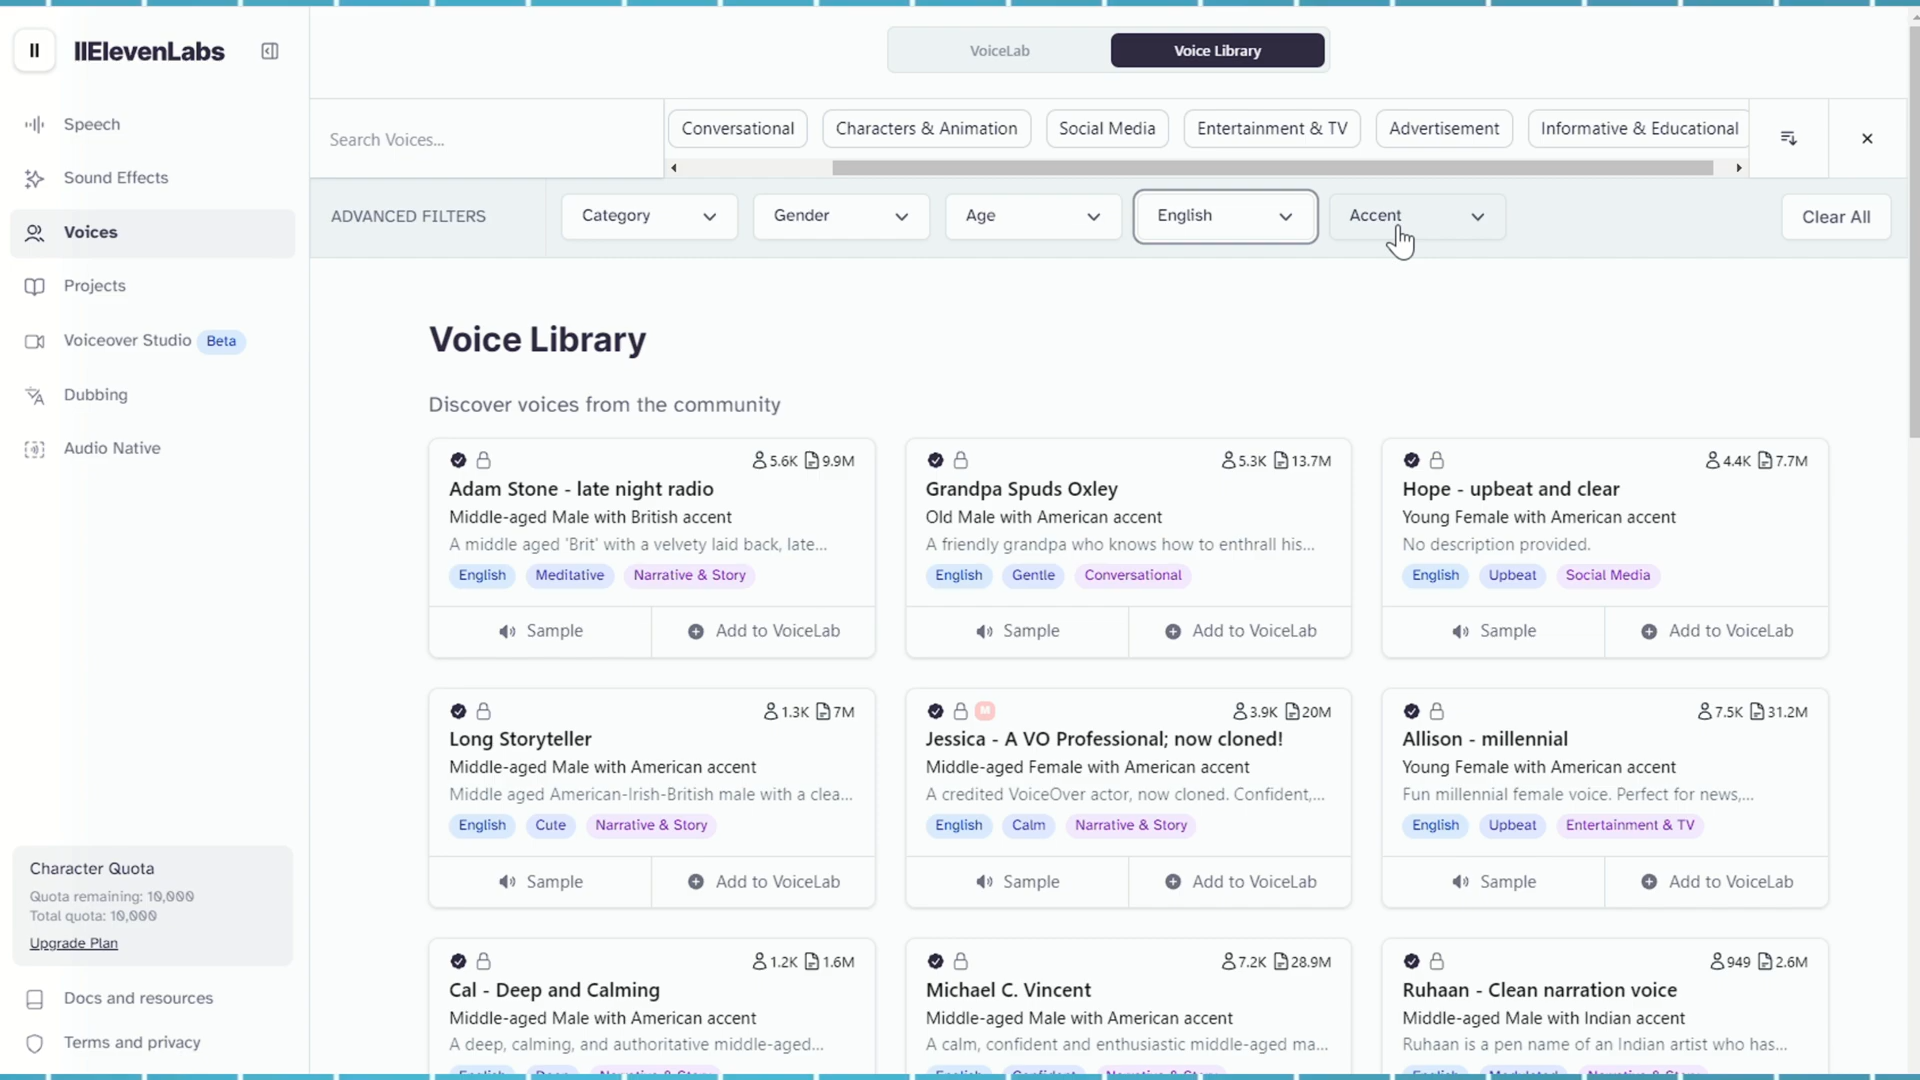 IIElevenLabs
VoiceLab
Voice Library
Speech
Sound Effects
Voices
Projects
Voiceover Studio Beta
Dubbing
Audio Native
Search Voices...
Conversational
Characters & Animation
Social Media
Entertainment & TV
Advertisement
Informative & Educational
ADVANCED FILTERS
Category
Gender
Age
English
Accent
Clear All
Voice Library
Discover voices from the community
5.6K 9.9M
Adam Stone - late night radio
Middle-aged Male with British accent
A middle aged 'Brit' with a velvety laid back, late...
English Meditative Narrative & Story
Sample Add to VoiceLab
5.3K 13.7M
Grandpa Spuds Oxley
Old Male with American accent
A friendly grandpa who knows how to enthrall his...
English Gentle Conversational
Sample Add to VoiceLab
4.4K 7.7M
Hope - upbeat and clear
Young Female with American accent
No description provided.
English Upbeat Social Media
Sample Add to VoiceLab
1.3K 7M
Long Storyteller
Middle-aged Male with American accent
Middle aged American-Irish-British male with a clea...
English Cute Narrative & Story
Sample Add to VoiceLab
M 3.9K 20M
Jessica - A VO Professional; now cloned!
Middle-aged Female with American accent
A credited VoiceOver actor, now cloned. Confident,...
English Calm Narrative & Story
Sample Add to VoiceLab
7.5K 31.2M
Allison - millennial
Young Female with American accent
Fun millennial female voice. Perfect for news,...
English Upbeat Entertainment & TV
Sample Add to VoiceLab
1.2K 1.6M
Cal - Deep and Calming
Middle-aged Male with American accent
A deep, calming, and authoritative middle-aged...
English Deep Narrative & Story
7.2K 28.9M
Michael C. Vincent
Middle-aged Male with American accent
A calm, confident and enthusiastic middle-aged ma...
English Confident Narrative & Story
949 2.6M
Ruhaan - Clean narration voice
Middle-aged Male with Indian accent
Ruhaan is a pen name of an Indian artist who has...
English Modulated Narrative & Story
Character Quota
Quota remaining: 10,000
Total quota: 10,000
Upgrade Plan
Docs and resources
Terms and privacy